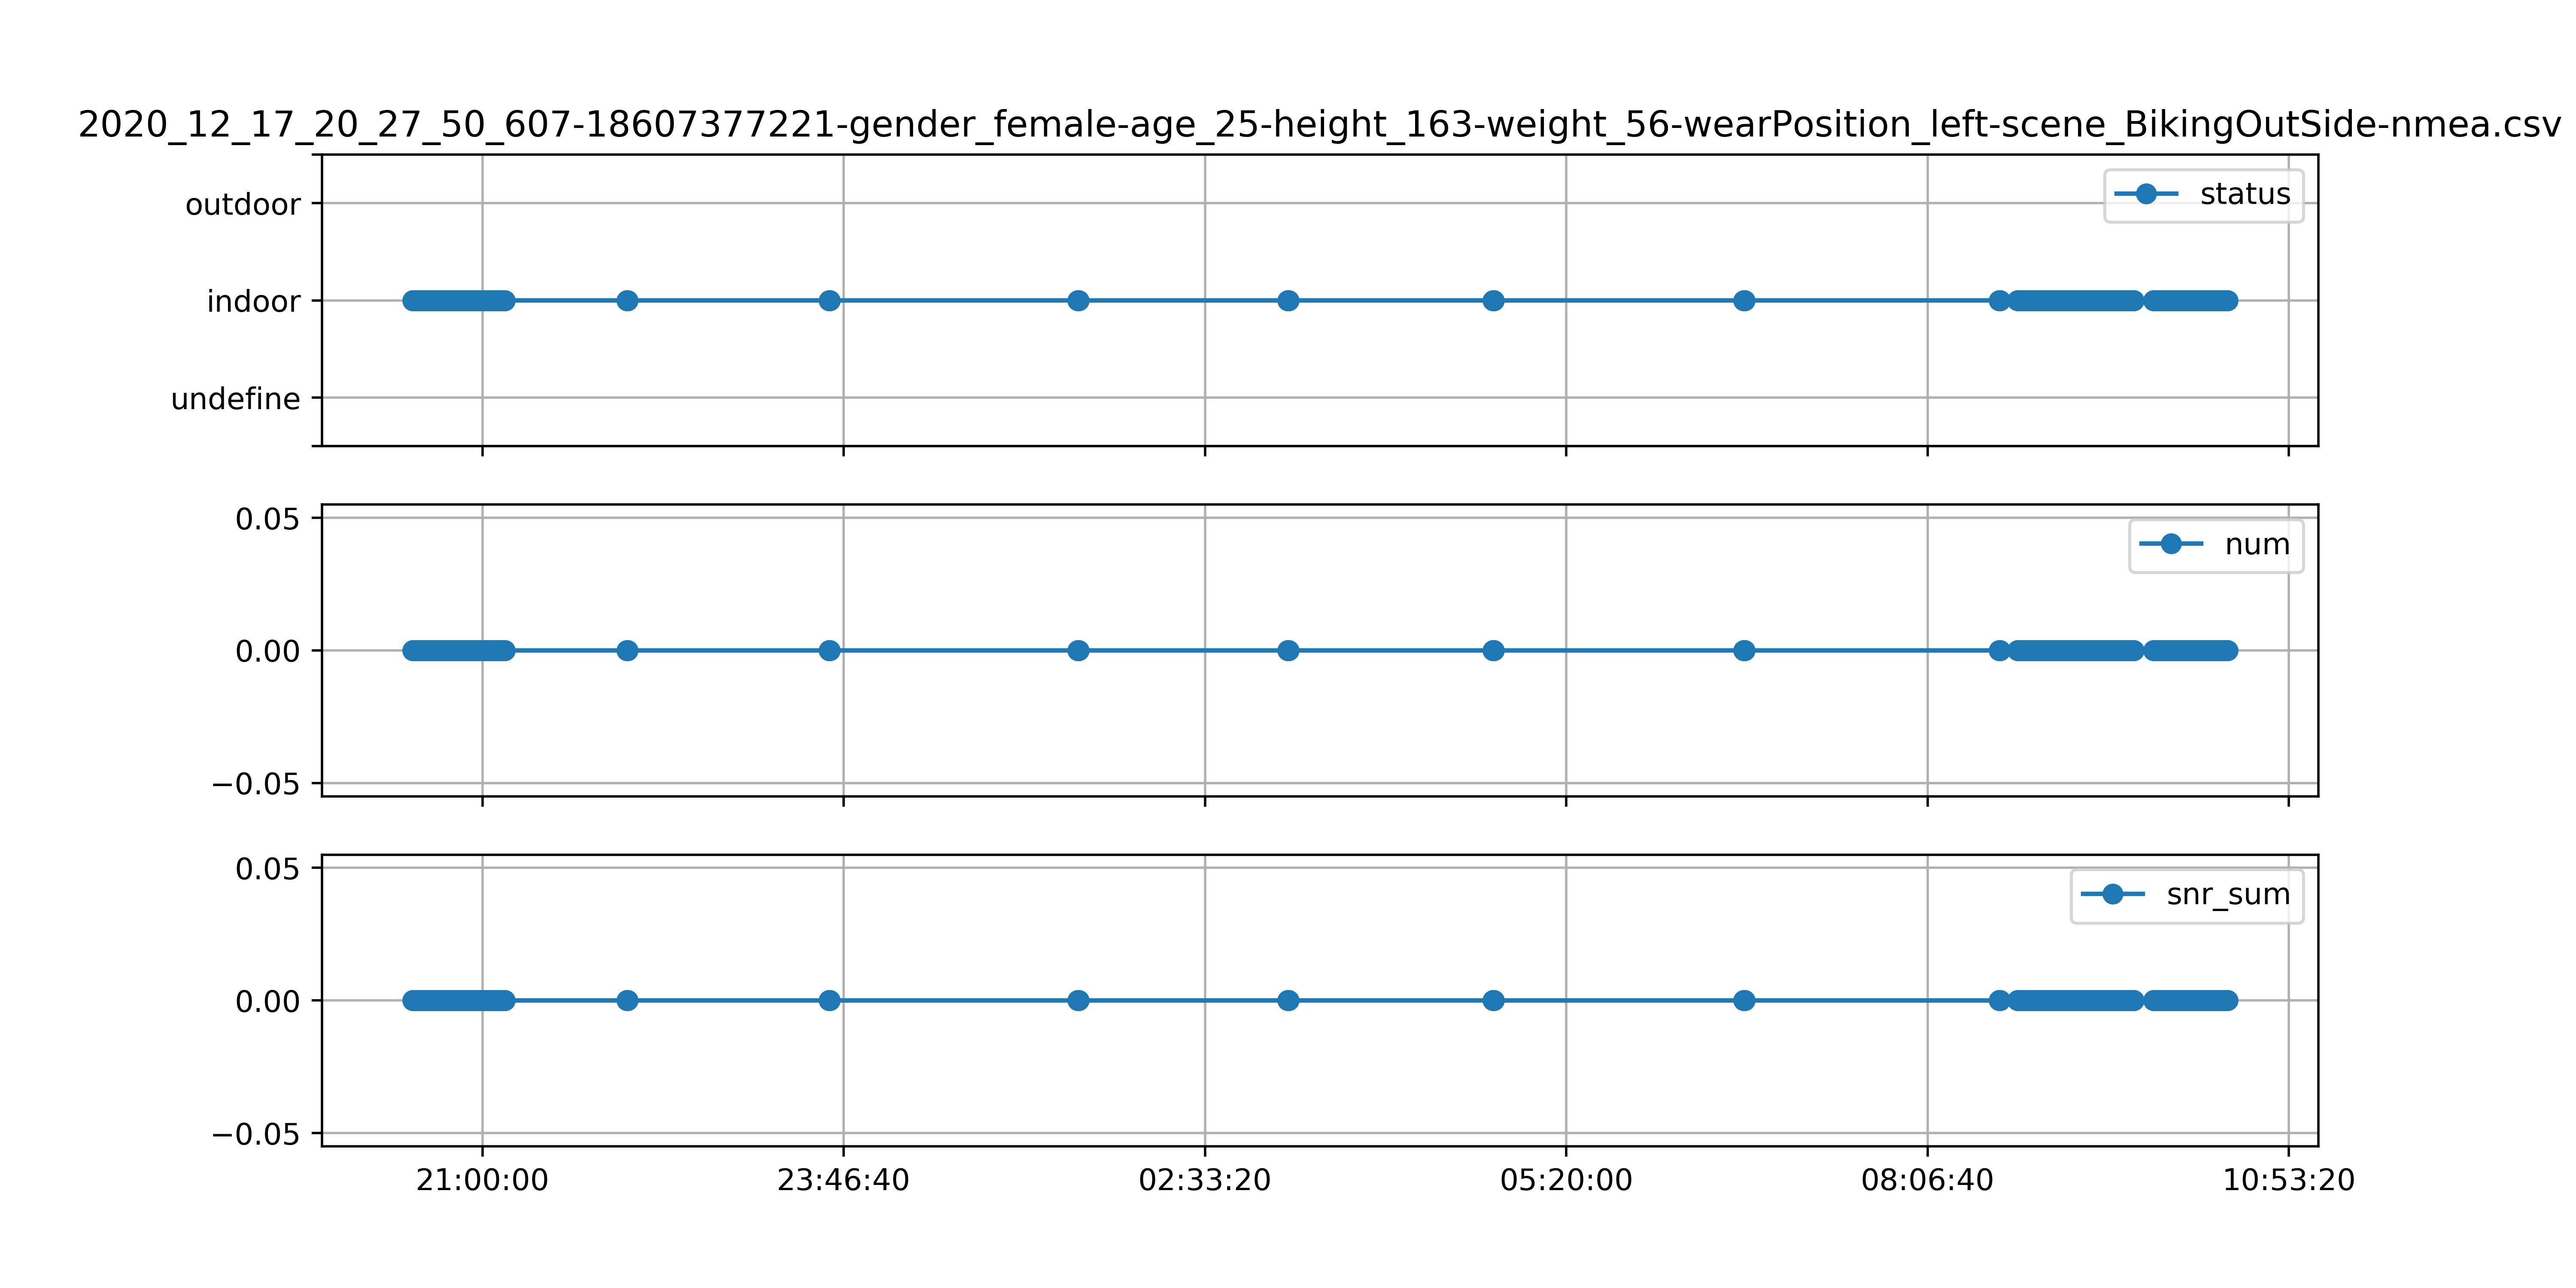 2020_12_17_20_27_50_607-18607377221-gender_female-age_25-height_163-weight_56-wearPosition_left-scene_BikingOutSide-nmea.csv
outdoor
status
indoor
undefine
0.05
num
0.00
−0.05
0.05
snr_sum
0.00
−0.05
21:00:00 23:46:40 02:33:20 05:20:00 08:06:40 10:53:20